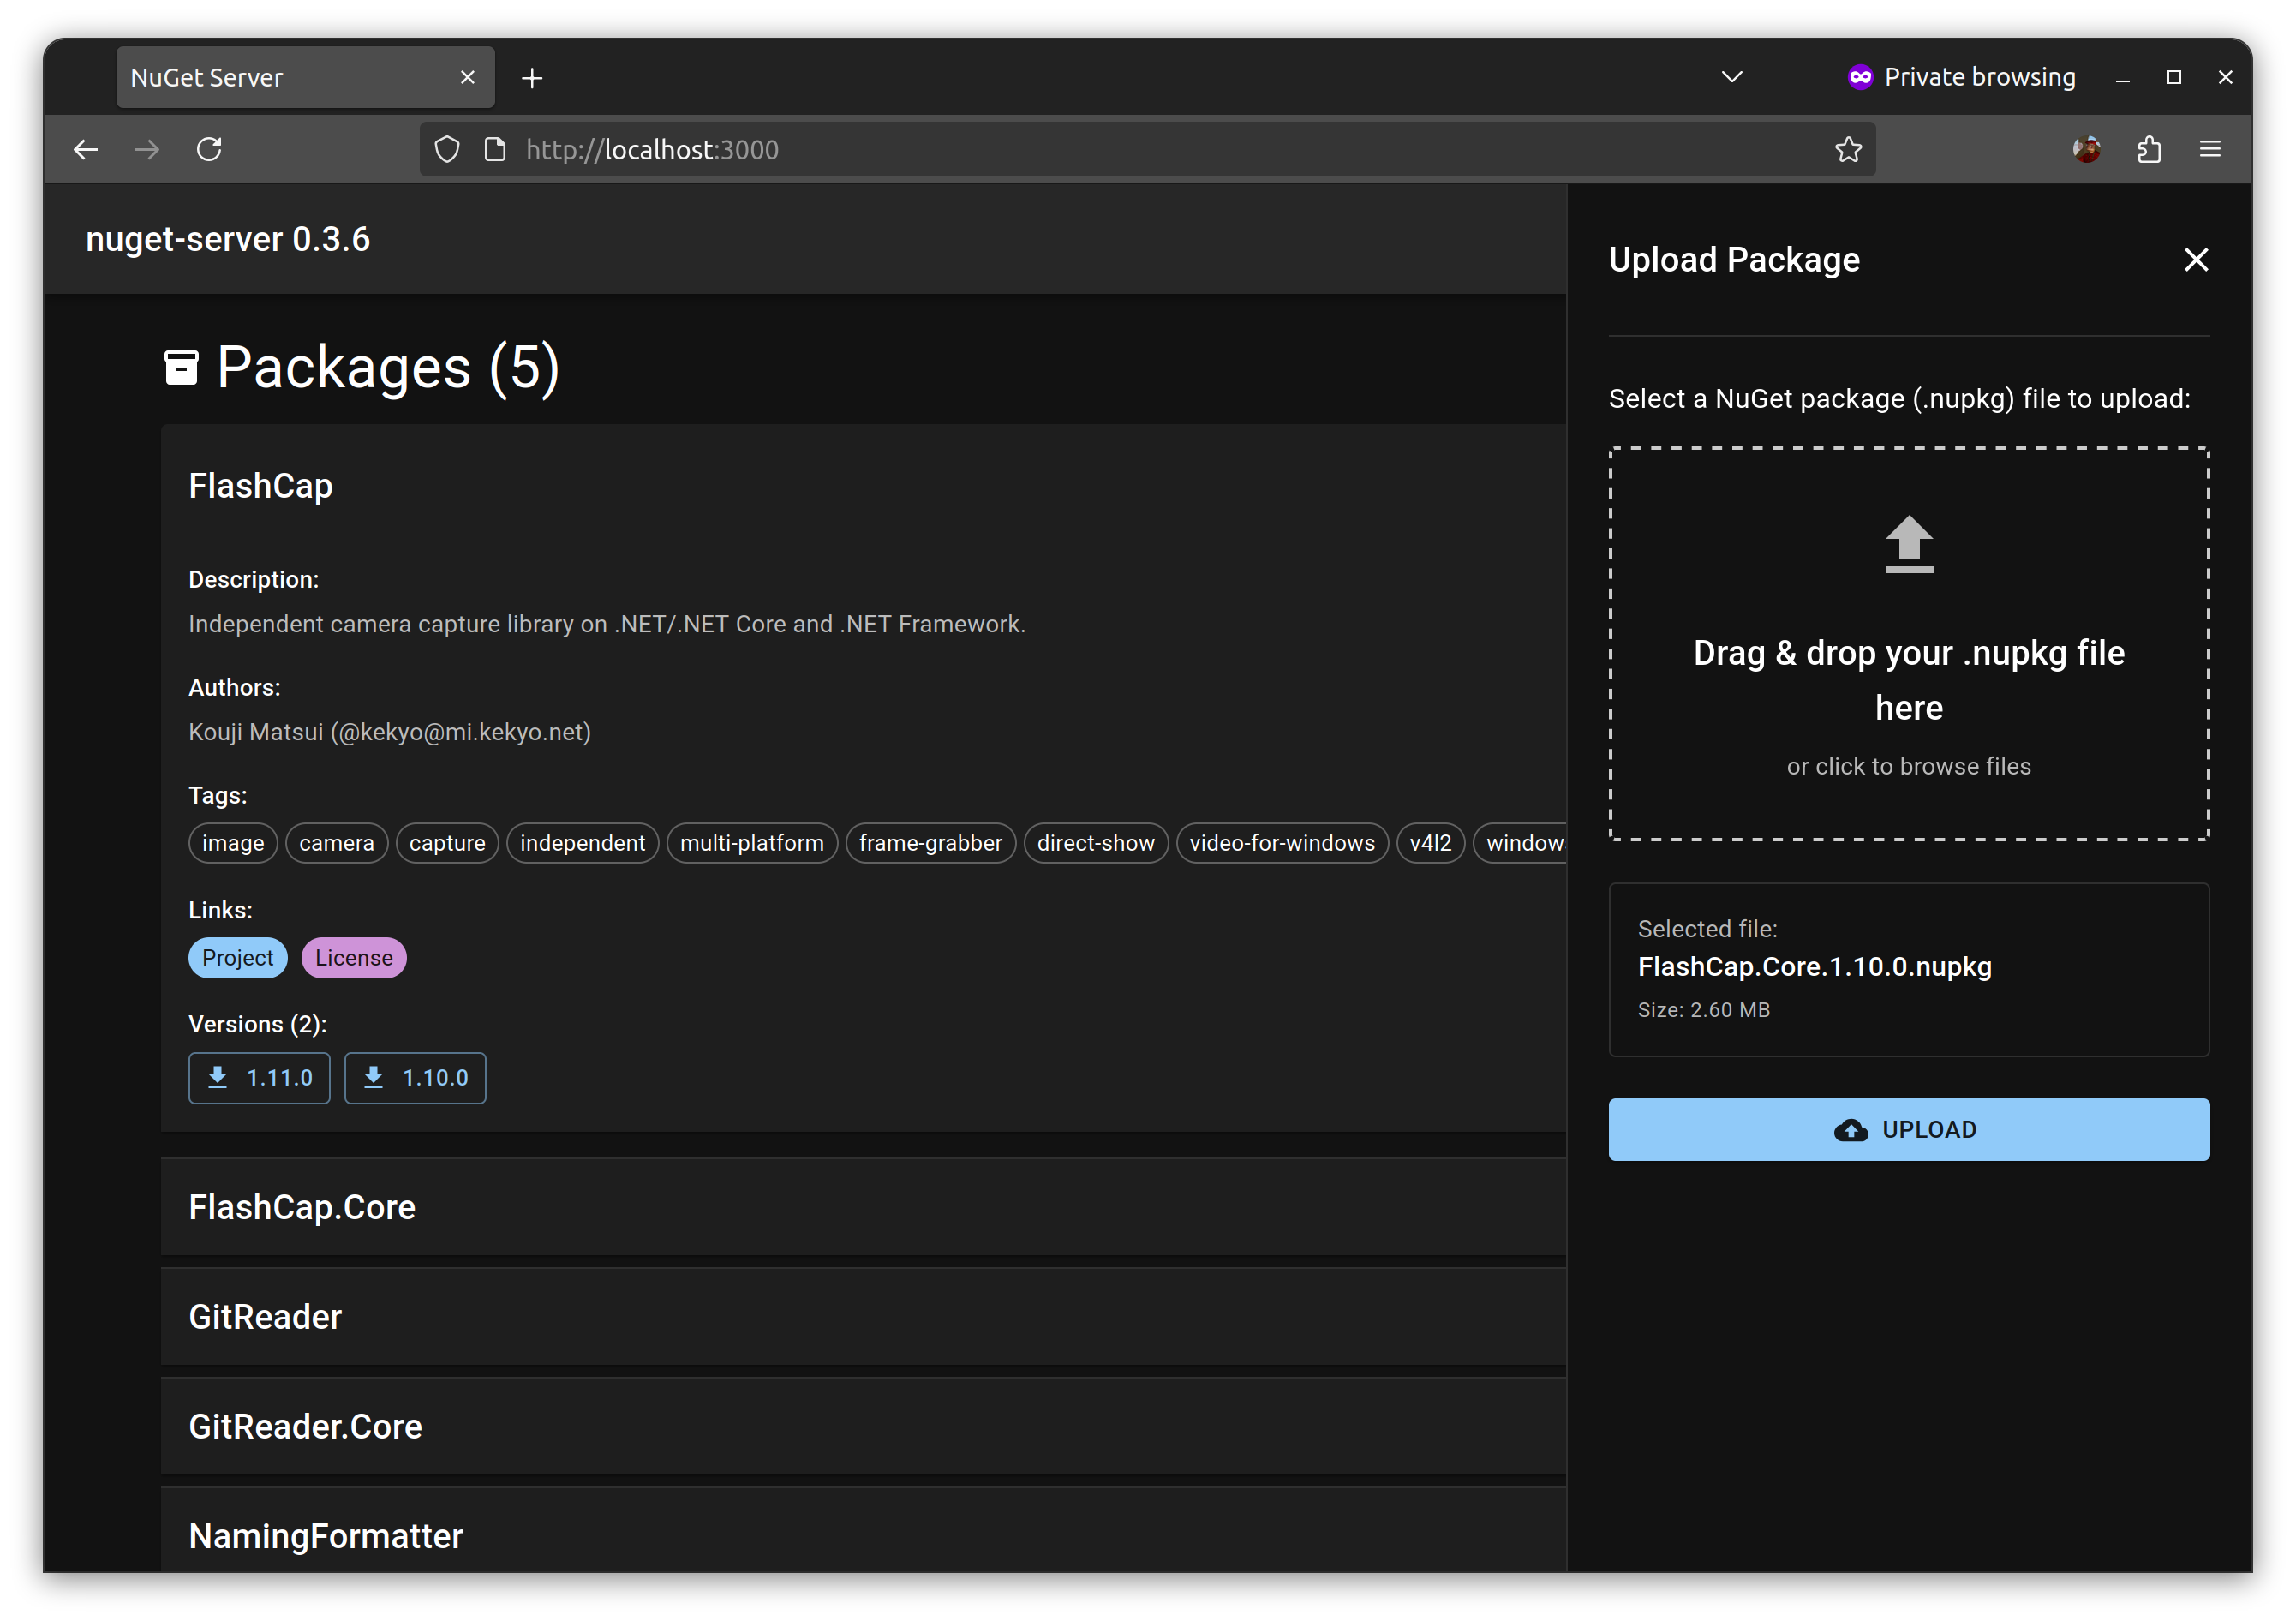 NuGet Server
Private browsing
http://localhost:3000
nuget-server 0.3.6
Packages (5)
FlashCap
Description:
Independent camera capture library on .NET/.NET Core and .NET Framework.
Authors:
Kouji Matsui (@kekyo@mi.kekyo.net)
Tags:
image camera capture independent multi-platform frame-grabber direct-show video-for-windows v4l2 window
Links:
Project License
Versions (2):
1.11.0 1.10.0
FlashCap.Core
GitReader
GitReader.Core
NamingFormatter
Upload Package
Select a NuGet package (.nupkg) file to upload:
Drag & drop your .nupkg file
here
or click to browse files
Selected file:
FlashCap.Core.1.10.0.nupkg
Size: 2.60 MB
UPLOAD